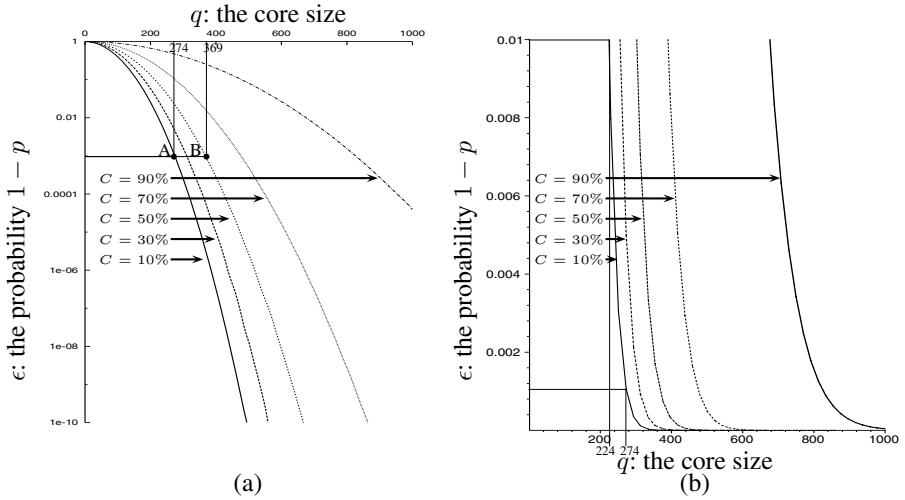 q: the core size
0 200 400 600 800 1000
274 369
1
0.01
0.0001
1e-06
1e-08
1e-10
ϵ: the probability 1 − p
A B
C = 90%
C = 70%
C = 50%
C = 30%
C = 10%
(a)
0.01
0.008
0.006
0.004
0.002
ϵ: the probability 1 − p
C = 90%
C = 70%
C = 50%
C = 30%
C = 10%
200 400 600 800 1000
224 274
q: the core size
(b)